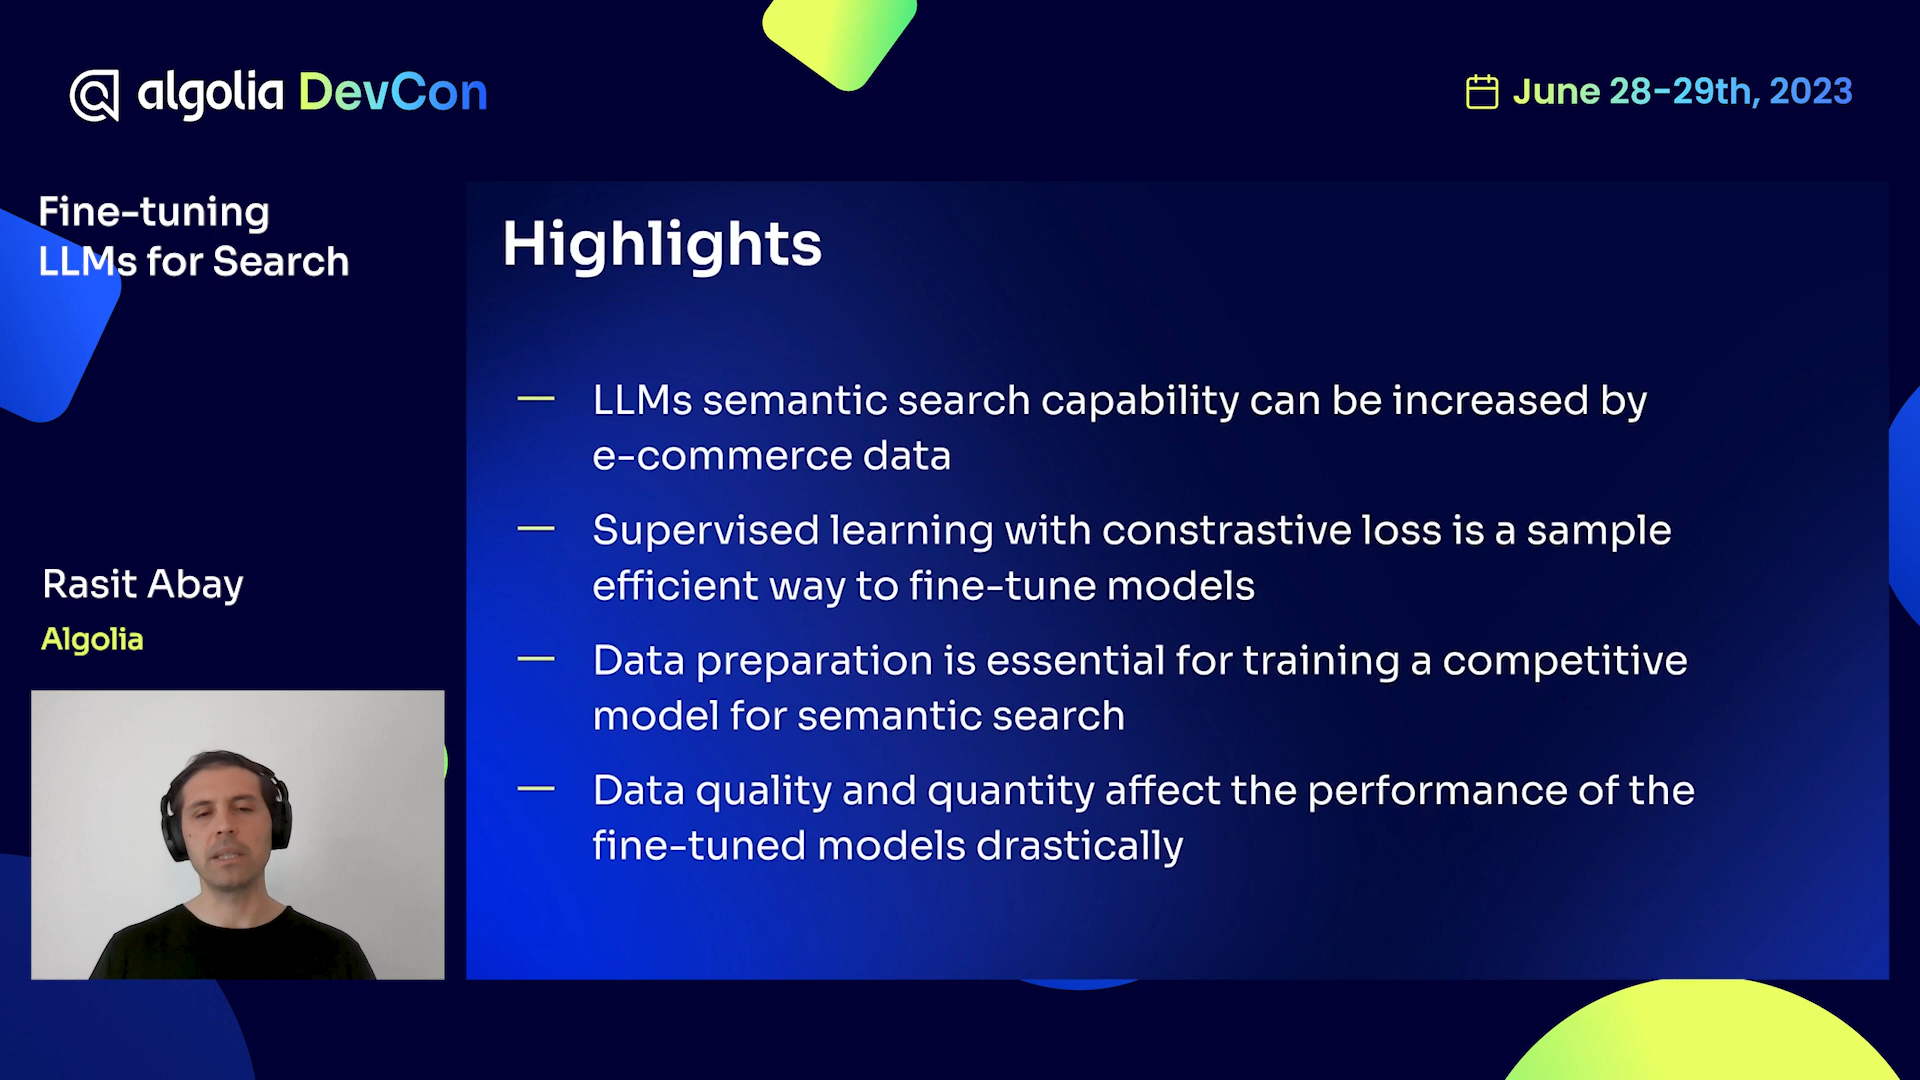 algolia DevCon
June 28-29th, 2023
Fine-tuning
LLMs for Search
Rasit Abay
Algolia
Highlights
— LLMs semantic search capability can be increased by
e-commerce data
— Supervised learning with constrastive loss is a sample
efficient way to fine-tune models
— Data preparation is essential for training a competitive
model for semantic search
— Data quality and quantity affect the performance of the
fine-tuned models drastically